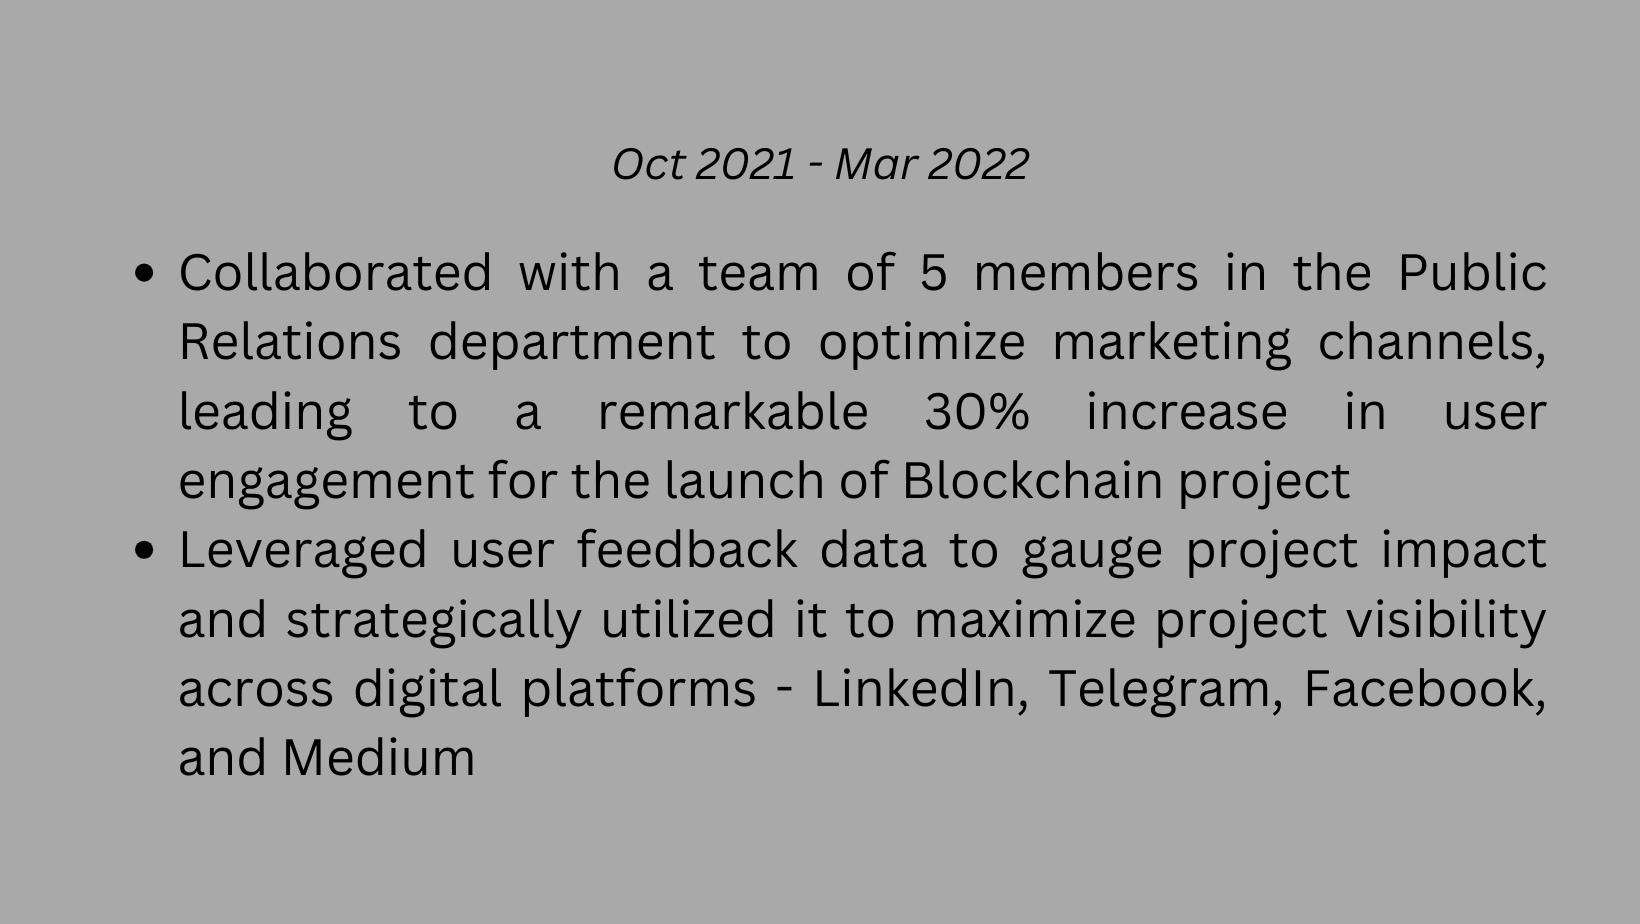 Oct 2021 - Mar 2022
• Collaborated with a team of 5 members in the Public
Relations department to optimize marketing channels,
leading to a remarkable 30% increase in user
engagement for the launch of Blockchain project
• Leveraged user feedback data to gauge project impact
and strategically utilized it to maximize project visibility
across digital platforms - LinkedIn, Telegram, Facebook,
and Medium